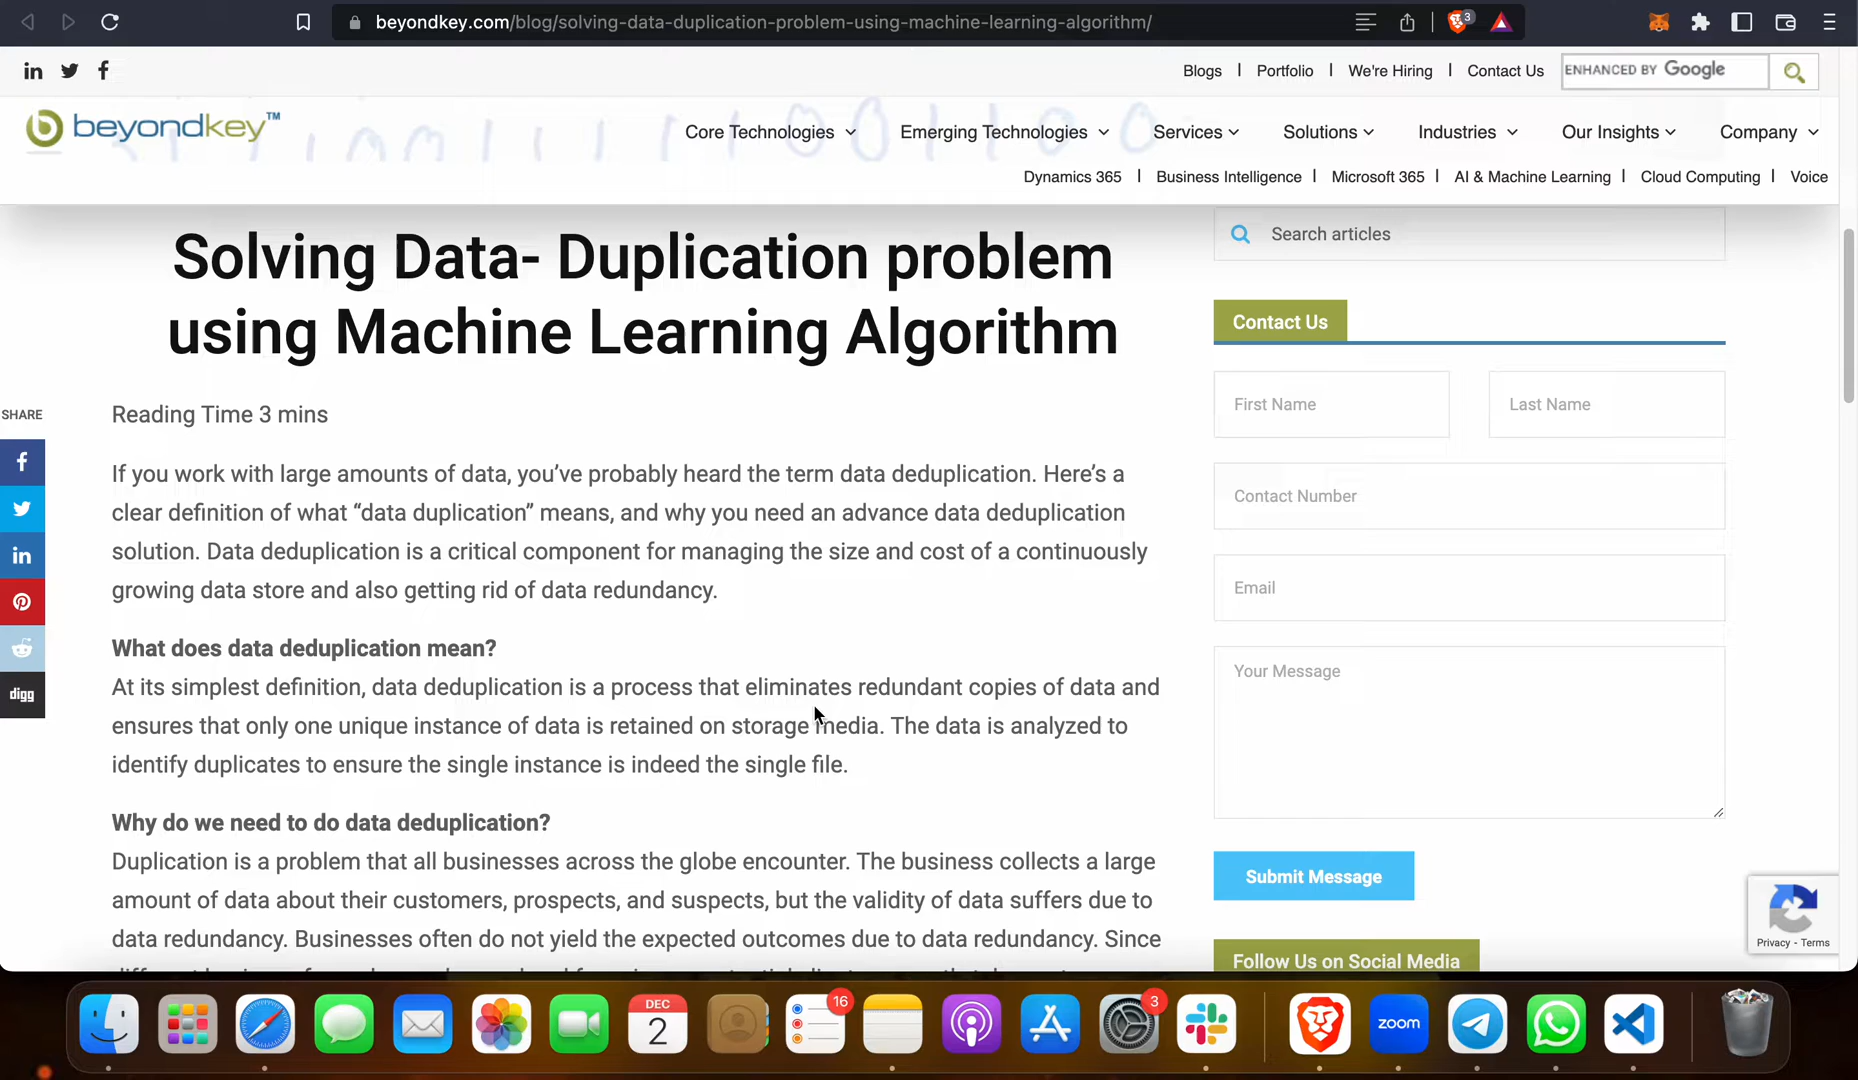 beyondkey.com/blog/solving-data-duplication-problem-using-machine-learning-algorithm/
3
Blogs | Portfolio | We're Hiring | Contact Us
ENHANCED BY Google
beyondkey™
Core Technologies Emerging Technologies Services Solutions Industries Our Insights Company
Dynamics 365 | Business Intelligence | Microsoft 365 | AI & Machine Learning | Cloud Computing | Voice
Solving Data- Duplication problem
using Machine Learning Algorithm
Reading Time 3 mins
If you work with large amounts of data, you’ve probably heard the term data deduplication. Here’s a
clear definition of what “data duplication” means, and why you need an advance data deduplication
solution. Data deduplication is a critical component for managing the size and cost of a continuously
growing data store and also getting rid of data redundancy.
What does data deduplication mean?
At its simplest definition, data deduplication is a process that eliminates redundant copies of data and
ensures that only one unique instance of data is retained on storage media. The data is analyzed to
identify duplicates to ensure the single instance is indeed the single file.
Why do we need to do data deduplication?
Duplication is a problem that all businesses across the globe encounter. The business collects a large
amount of data about their customers, prospects, and suspects, but the validity of data suffers due to
data redundancy. Businesses often do not yield the expected outcomes due to data redundancy. Since
SHARE
digg
Search articles
Contact Us
First Name
Last Name
Contact Number
Email
Your Message
Submit Message
Privacy - Terms
Follow Us on Social Media
DEC
2
16
3
zoom